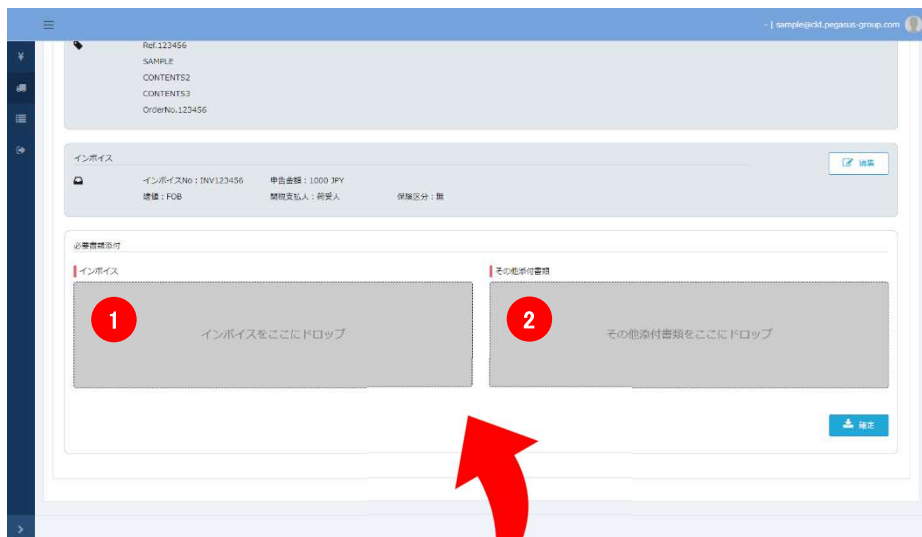 - | sample@cld.pegasus-group.com
Ref.123456
SAMPLE
CONTENTS2
CONTENTS3
OrderNo.123456
インボイス
編集
インボイスNo : INV123456 申告金額 : 1000 JPY
建値 : FOB 関税支払人 : 荷受人 保険区分 : 無
必要書類添付
インボイス その他添付書類
1 インボイスをここにドロップ
2 その他添付書類をここにドロップ
確定